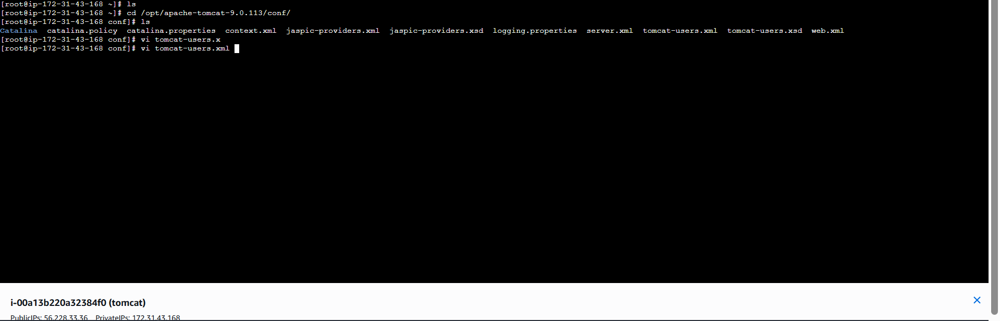 [root@ip-172-31-43-168 ~]# ls
[root@ip-172-31-43-168 ~]# cd /opt/apache-tomcat-9.0.113/conf/
[root@ip-172-31-43-168 conf]# ls
Catalina  catalina.policy  catalina.properties  context.xml  jaspic-providers.xml  jaspic-providers.xsd  logging.properties  server.xml  tomcat-users.xml  tomcat-users.xsd  web.xml
[root@ip-172-31-43-168 conf]# vi tomcat-users.x
[root@ip-172-31-43-168 conf]# vi tomcat-users.xml
i-00a13b220a32384f0 (tomcat)
PublicIPs: 56.228.33.36    PrivateIPs: 172.31.43.168